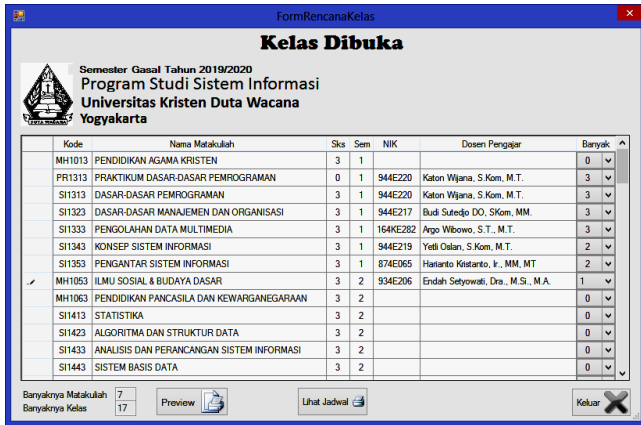 FormRencanaKelas
Kelas Dibuka
Semester Gasal Tahun 2019/2020
Program Studi Sistem Informasi
Universitas Kristen Duta Wacana
Yogyakarta
DUTA WACANA
Kode Nama Matakuliah Sks Sem NIK Dosen Pengajar Banyak
MH1013 PENDIDIKAN AGAMA KRISTEN 3 1 0
PR1313 PRAKTIKUM DASAR-DASAR PEMROGRAMAN 0 1 944E220 Katon Wijana, S.Kom, M.T. 3
SI1313 DASAR-DASAR PEMROGRAMAN 3 1 944E220 Katon Wijana, S.Kom, M.T. 3
SI1323 DASAR-DASAR MANAJEMEN DAN ORGANISASI 3 1 944E217 Budi Sutedjo DO, SKom, MM. 3
SI1333 PENGOLAHAN DATA MULTIMEDIA 3 1 164KE282 Argo Wibowo, S.T., M.T. 3
SI1343 KONSEP SISTEM INFORMASI 3 1 944E219 Yetli Oslan, S.Kom, M.T. 2
SI1353 PENGANTAR SISTEM INFORMASI 3 1 874E065 Harianto Kristanto, Ir., MM, MT 2
MH1053 ILMU SOSIAL & BUDAYA DASAR 3 2 934E206 Endah Setyowati, Dra., M.Si., M.A. 1
MH1063 PENDIDIKAN PANCASILA DAN KEWARGANEGARAAN 3 2 0
SI1413 STATISTIKA 3 2 0
SI1423 ALGORITMA DAN STRUKTUR DATA 3 2 0
SI1433 ANALISIS DAN PERANCANGAN SISTEM INFORMASI 3 2 0
SI1443 SISTEM BASIS DATA 3 2 0
Banyaknya Matakuliah 7
Banyaknya Kelas 17
Preview
Lihat Jadwal
Keluar